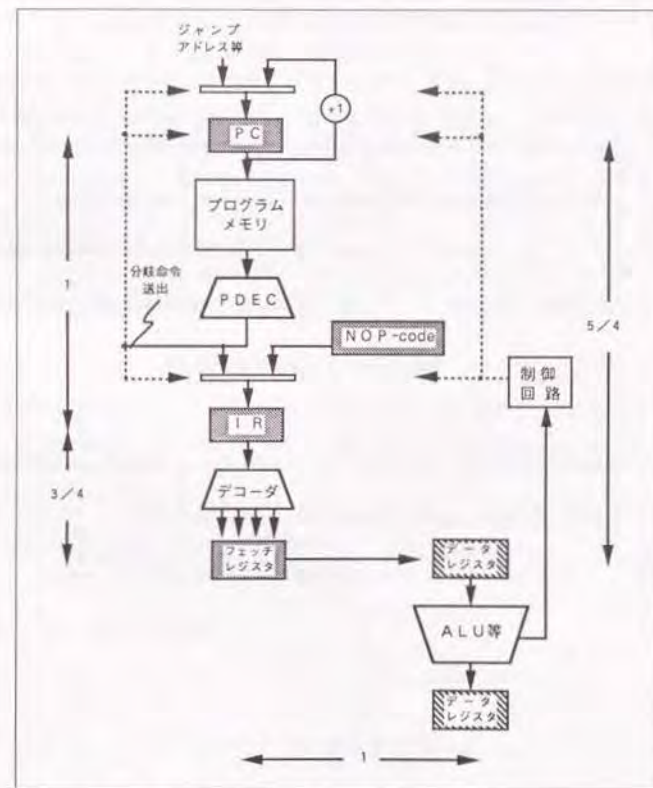 ジャンプ
アドレス等
+1
PC
プログラム
メモリ
1
分岐命令
送出
PDEC
5/4
NOP-code
制御
回路
IR
3/4
デコーダ
フェッチ
レジスタ
データ
レジスタ
ALU等
データ
レジスタ
1